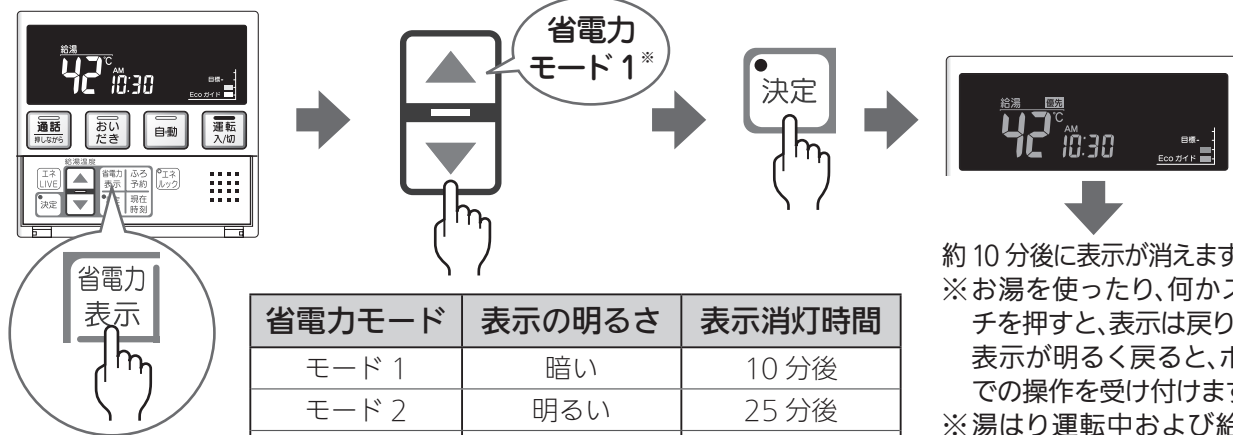 給湯
42℃
AM
10:30
目標-
Ecoガイド
通話
押しながら
おい
だき
自動
運転
入/切
給湯温度
エネ
LIVE
省電力
表示
ふろ
予約
エネ
ルック
決定
現在
時刻
省電力
表示
省電力
モード1※
決定
給湯 優先
42℃
AM
10:30
目標-
Ecoガイド
省電力モード 表示の明るさ 表示消灯時間
モード1 暗い 10分後
モード2 明るい 25分後
約10分後に表示が消えます
※お湯を使ったり、何かス
チを押すと、表示は戻り
表示が明るく戻ると、ボ
での操作を受け付けます
※湯はり運転中および給